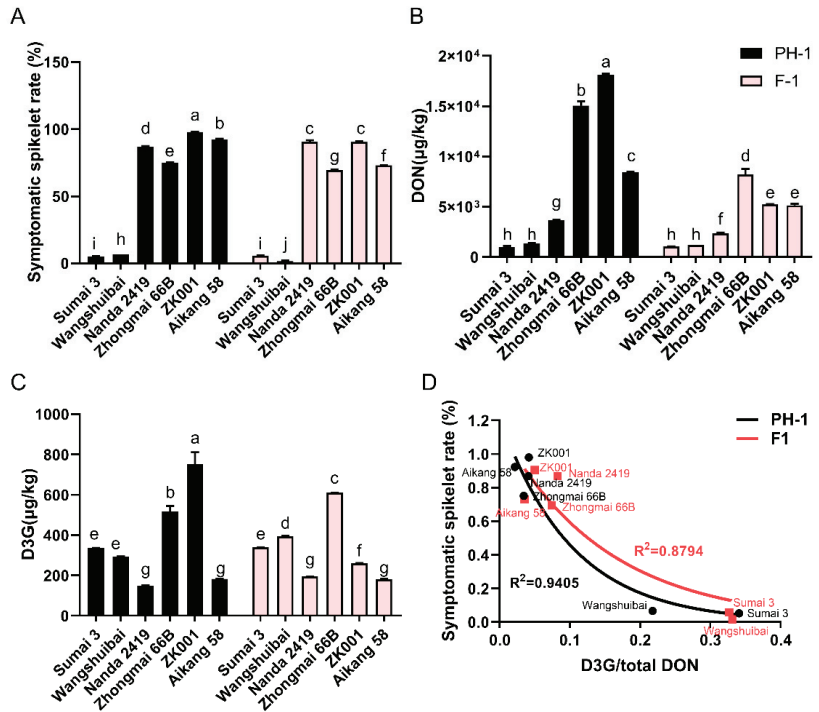 A
Symptomatic spikelet rate (%)
150
100
50
0
i
h
d
e
a
b
i
j
c
g
c
f
Sumai 3
Wangshuibai
Nanda 2419
Zhongmai 66B
ZK001
Aikang 58
Sumai 3
Wangshuibai
Nanda 2419
Zhongmai 66B
ZK001
Aikang 58
B
DON(μg/kg)
2×10⁴
1.5×10⁴
1×10⁴
5×10³
0
h
h
g
b
a
c
h
h
f
d
e
e
PH-1
F-1
Sumai 3
Wangshuibai
Nanda 2419
Zhongmai 66B
ZK001
Aikang 58
Sumai 3
Wangshuibai
Nanda 2419
Zhongmai 66B
ZK001
Aikang 58
C
D3G(μg/kg)
1000
800
600
400
200
0
e
e
g
b
a
g
e
d
g
c
f
g
Sumai 3
Wangshuibai
Nanda 2419
Zhongmai 66B
ZK001
Aikang 58
Sumai 3
Wangshuibai
Nanda 2419
Zhongmai 66B
ZK001
Aikang 58
D
Symptomatic spikelet rate (%)
1.2
1.0
0.8
0.6
0.4
0.2
0.0
PH-1
F1
ZK001
Aikang 58
ZK001
Nanda 2419
Nanda 2419
Zhongmai 66B
Aikang 58
Zhongmai 66B
R²=0.8794
R²=0.9405
Wangshuibai
Sumai 3
Sumai 3
Wangshuibai
0.0
0.1
0.2
0.3
0.4
D3G/total DON